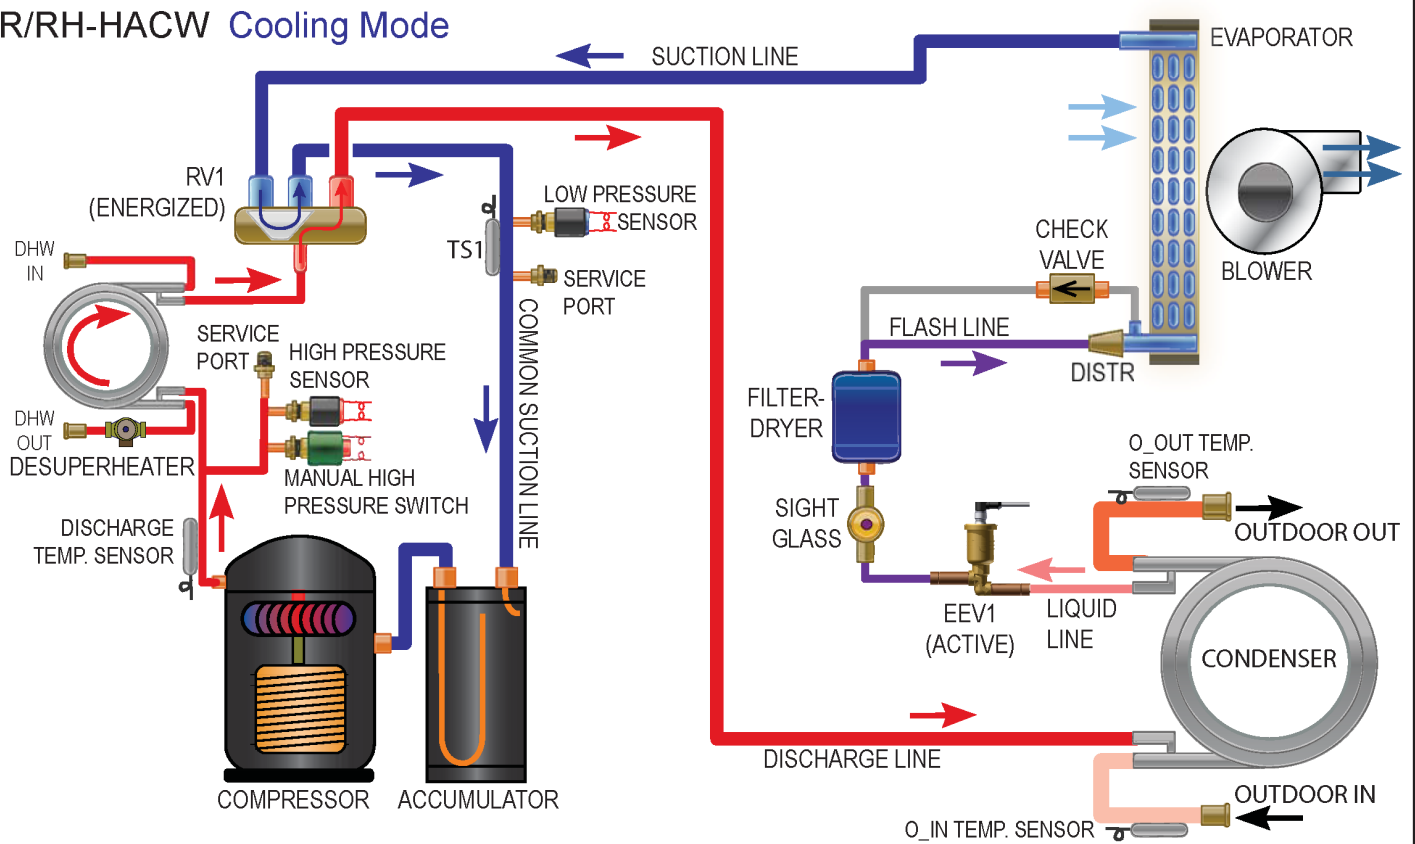 R/RH-HACW Cooling Mode
SUCTION LINE
EVAPORATOR
RV1
(ENERGIZED)
LOW PRESSURE
SENSOR
TS1
SERVICE
PORT
DHW
IN
CHECK
VALVE
BLOWER
FLASH LINE
DISTR
SERVICE
PORT
HIGH PRESSURE
SENSOR
COMMON SUCTION LINE
FILTER-
DRYER
DHW
OUT
DESUPERHEATER
MANUAL HIGH
PRESSURE SWITCH
O_OUT TEMP.
SENSOR
SIGHT
GLASS
OUTDOOR OUT
DISCHARGE
TEMP. SENSOR
EEV1
(ACTIVE)
LIQUID
LINE
CONDENSER
DISCHARGE LINE
COMPRESSOR
ACCUMULATOR
OUTDOOR IN
O_IN TEMP. SENSOR